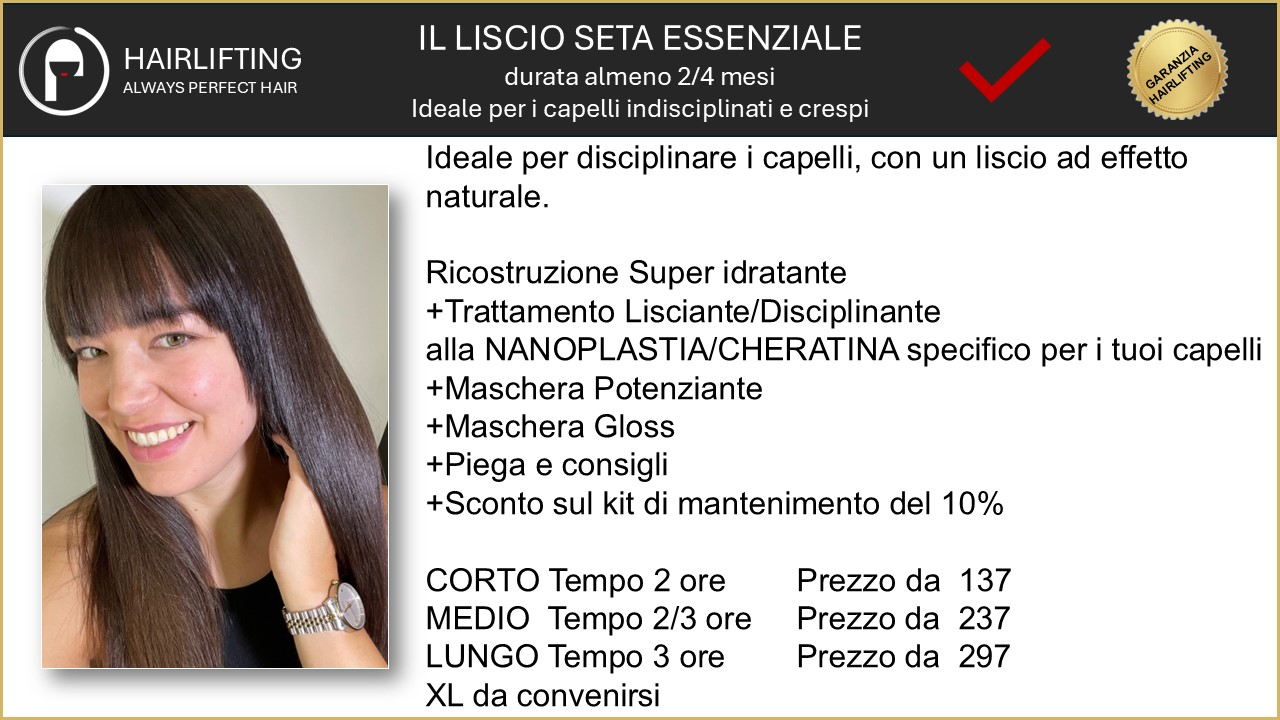 HAIRLIFTING
ALWAYS PERFECT HAIR
IL LISCIO SETA ESSENZIALE
durata almeno 2/4 mesi
Ideale per i capelli indisciplinati e crespi
GARANZIA
HAIRLIFTING
Ideale per disciplinare i capelli, con un liscio ad effetto
naturale.
Ricostruzione Super idratante
+Trattamento Lisciante/Disciplinante
alla NANOPLASTIA/CHERATINA specifico per i tuoi capelli
+Maschera Potenziante
+Maschera Gloss
+Piega e consigli
+Sconto sul kit di mantenimento del 10%
CORTO Tempo 2 ore Prezzo da 137
MEDIO Tempo 2/3 ore Prezzo da 237
LUNGO Tempo 3 ore Prezzo da 297
XL da convenirsi